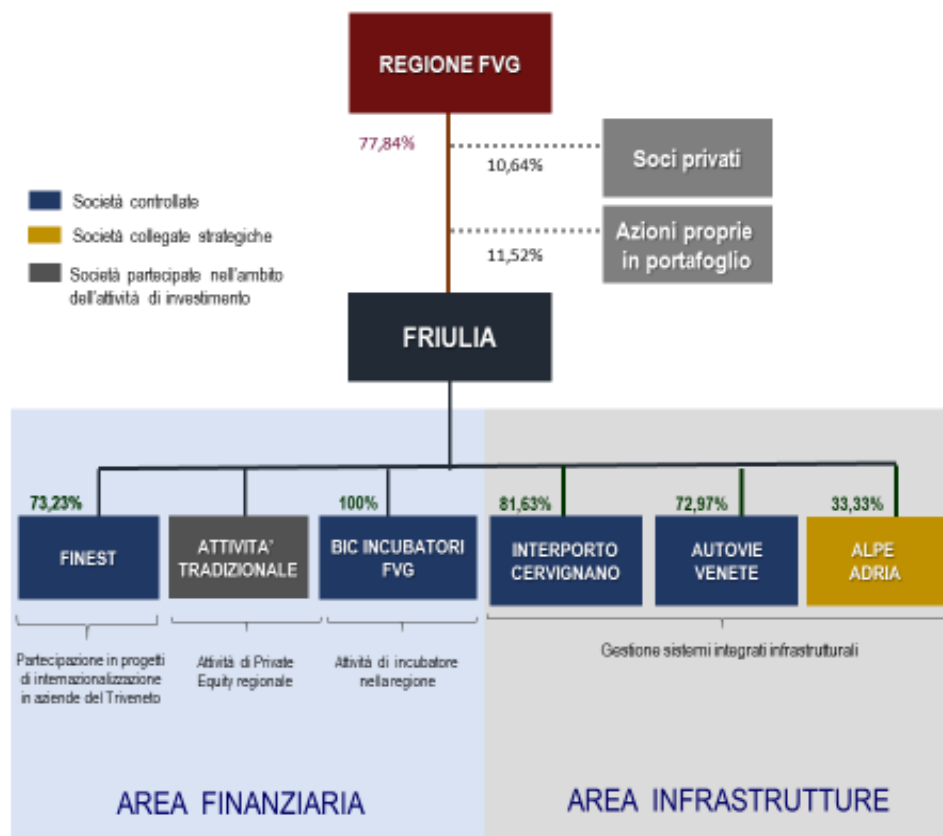 REGIONE FVG
77,84%
10,64%
Soci privati
11,52%
Azioni proprie
in portafoglio
Società controllate
Società collegate strategiche
Società partecipate nell'ambito
dell'attività di investimento
FRIULIA
73,23%
100%
81,63%
72,97%
33,33%
FINEST
ATTIVITA'
TRADIZIONALE
BIC INCUBATORI
FVG
INTERPORTO
CERVIGNANO
AUTOVIE
VENETE
ALPE
ADRIA
Partecipazione in progetti
di internazionalizzazione
in aziende del Triveneto
Attività di Private
Equity regionale
Attività di incubatore
nella regione
Gestione sistemi integrati infrastrutturali
AREA FINANZIARIA
AREA INFRASTRUTTURE